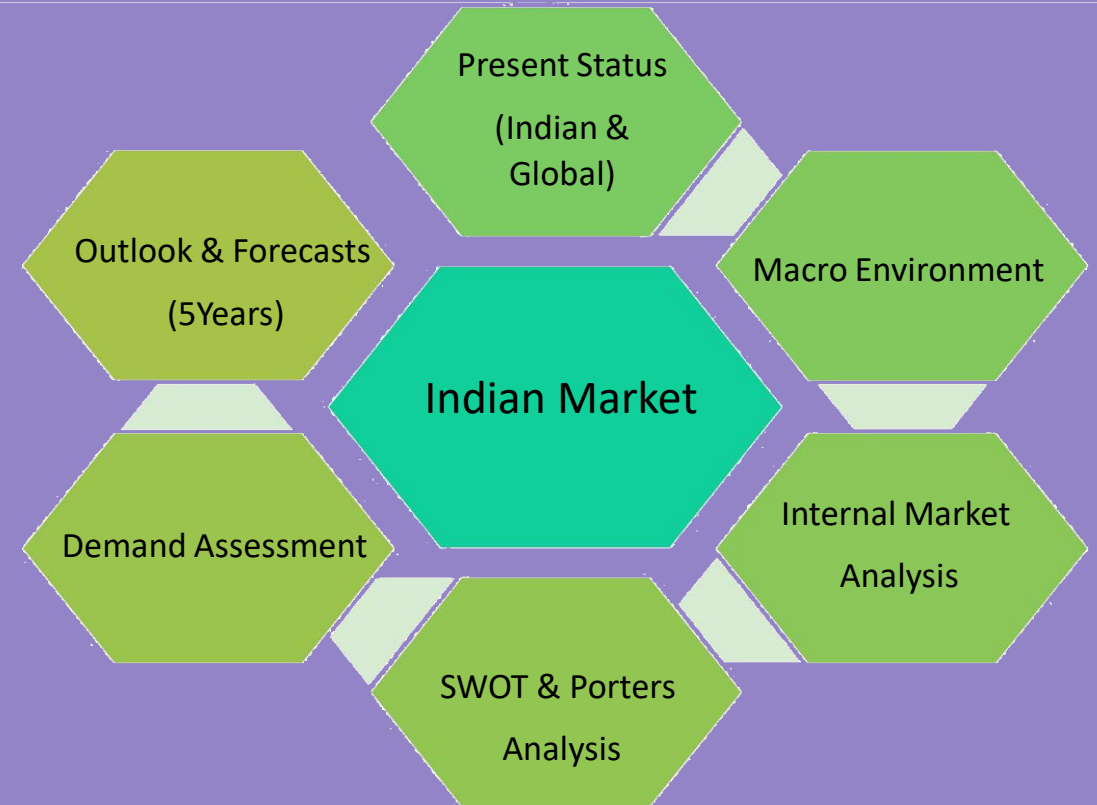 Present Status
(Indian &
Global)
Macro Environment
Internal Market
Analysis
SWOT & Porters
Analysis
Demand Assessment
Outlook & Forecasts
(5Years)
Indian Market